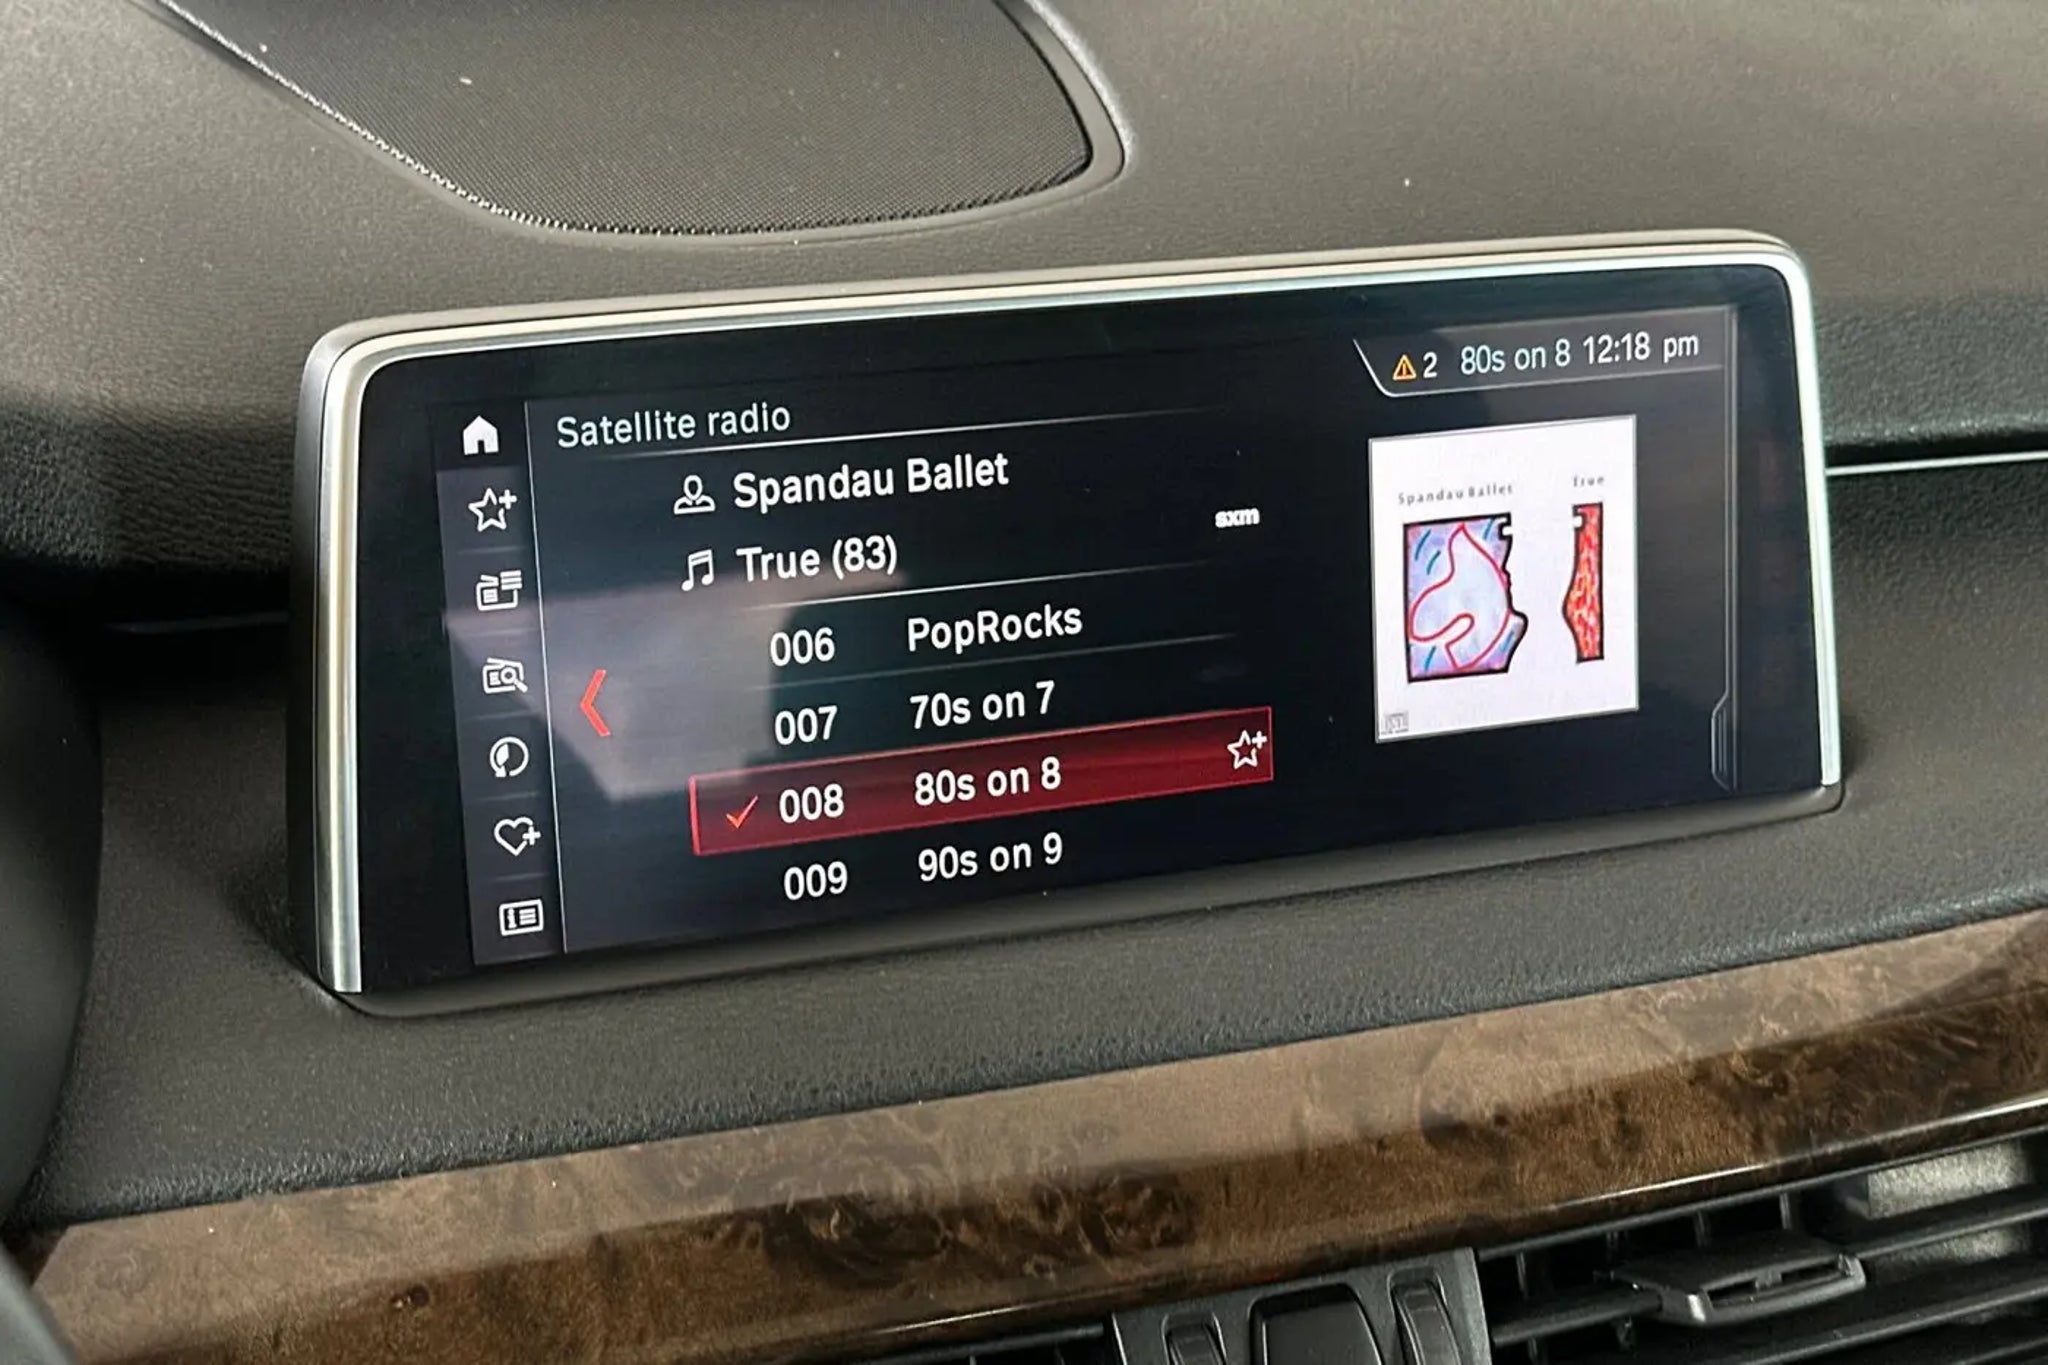 2 80s on 8 12:18 pm
Satellite radio
Spandau Ballet
sxm
True (83)
006 PopRocks
007 70s on 7
008 80s on 8
009 90s on 9
Spandau Ballet True